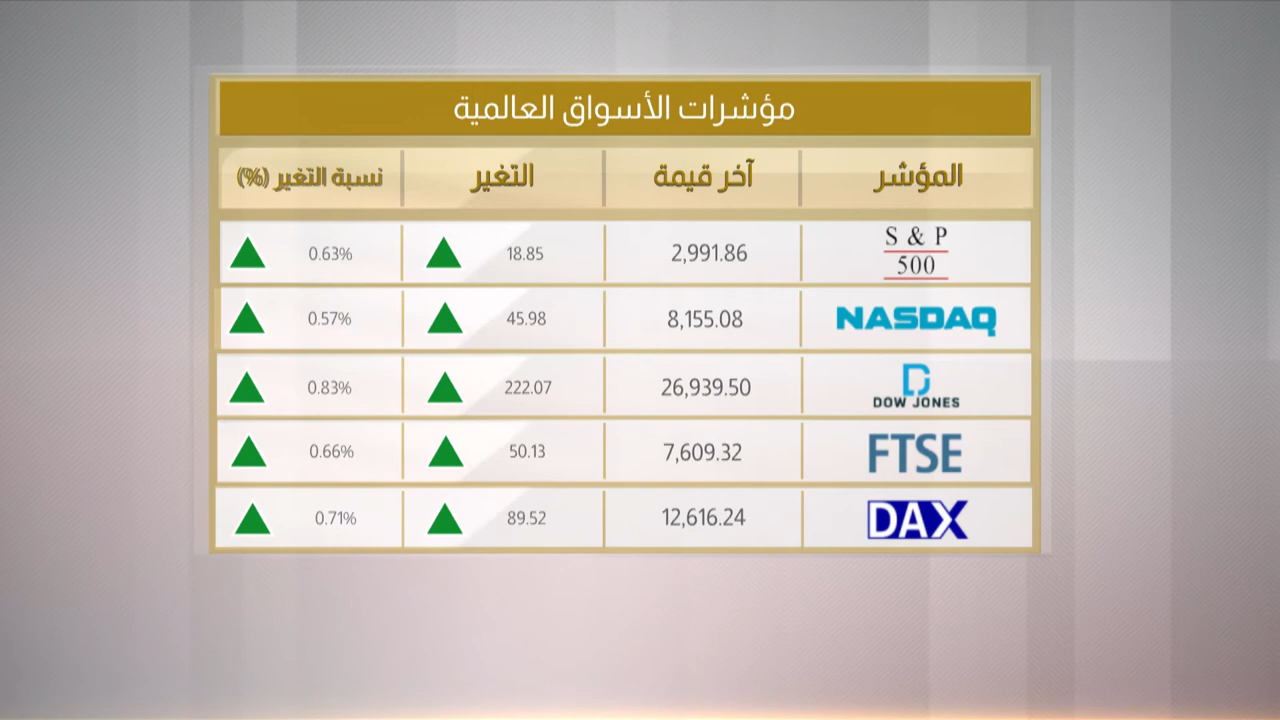 مؤشرات الأسواق العالمية
المؤشر آخر قيمة التغير نسبة التغير (%)
S & P
500 2,991.86 18.85 0.63%
NASDAQ 8,155.08 45.98 0.57%
DOW JONES 26,939.50 222.07 0.83%
FTSE 7,609.32 50.13 0.66%
DAX 12,616.24 89.52 0.71%